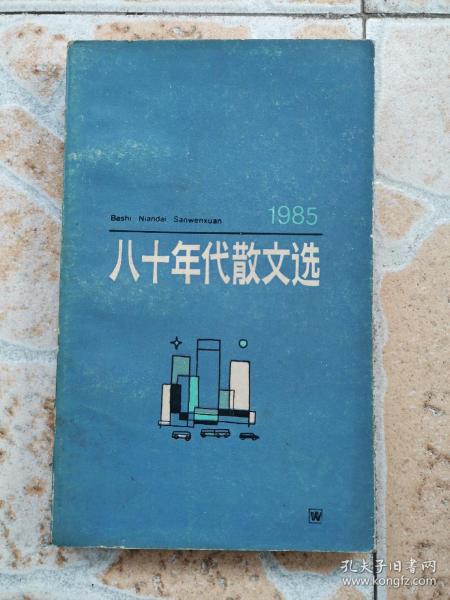 1985
Bashi Niandai Sanwenxuan
八十年代散文选
W
孔夫子旧书网
www.kongfz.com